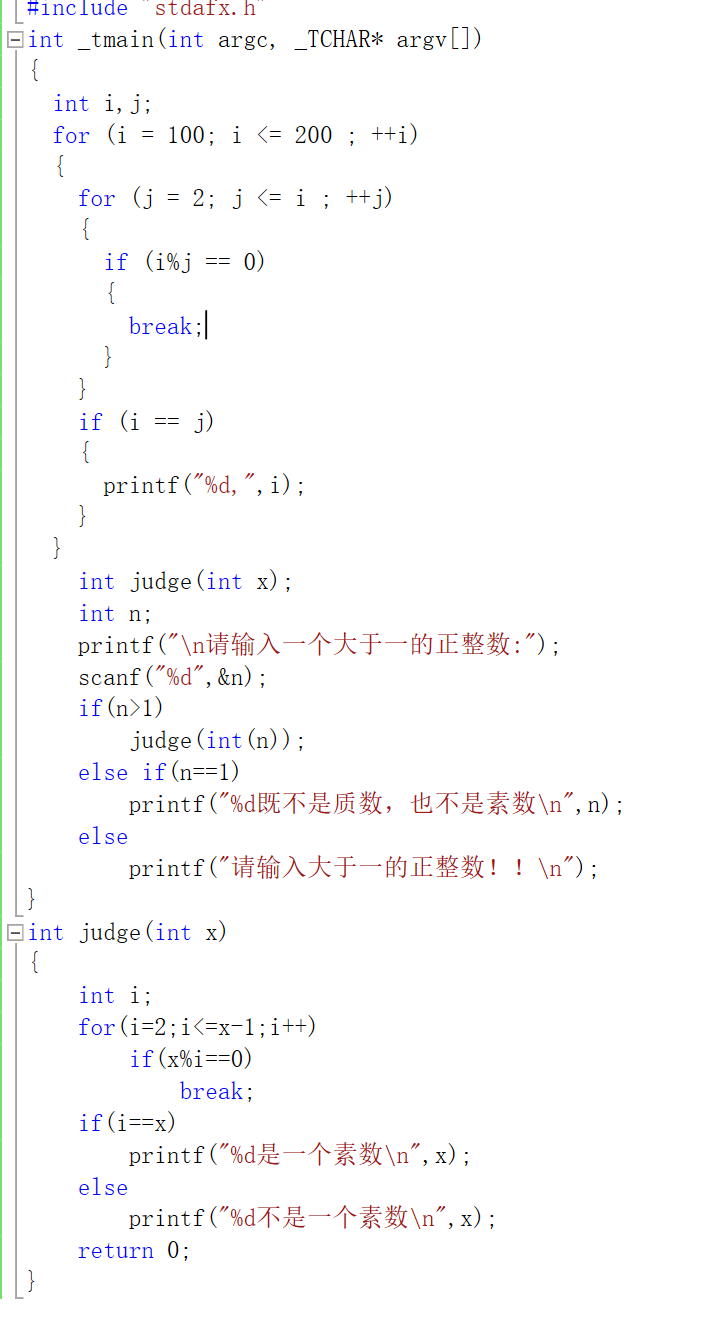 #include "stdafx.h"
int _tmain(int argc, _TCHAR* argv[])
{
int i,j;
for (i = 100; i <= 200 ; ++i)
{
for (j = 2; j <= i ; ++j)
{
if (i%j == 0)
{
break;
}
}
if (i == j)
{
printf("%d,",i);
}
}
int judge(int x);
int n;
printf("\n请输入一个大于一的正整数:");
scanf("%d",&n);
if(n>1)
judge(int(n));
else if(n==1)
printf("%d既不是质数，也不是素数\n",n);
else
printf("请输入大于一的正整数！！\n");
}
int judge(int x)
{
int i;
for(i=2;i<=x-1;i++)
if(x%i==0)
break;
if(i==x)
printf("%d是一个素数\n",x);
else
printf("%d不是一个素数\n",x);
return 0;
}